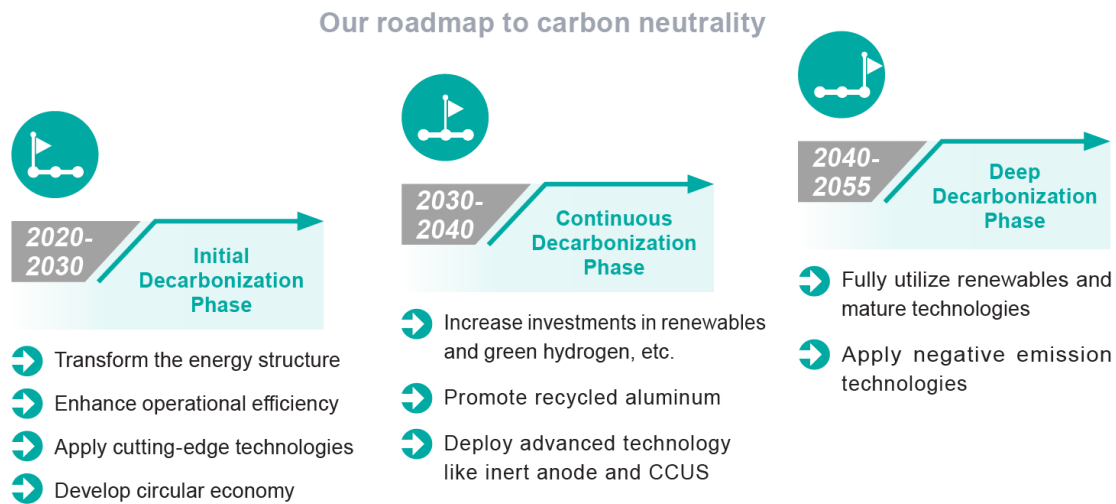 Our roadmap to carbon neutrality
2020-
2030
Initial
Decarbonization
Phase
Transform the energy structure
Enhance operational efficiency
Apply cutting-edge technologies
Develop circular economy
2030-
2040
Continuous
Decarbonization
Phase
Increase investments in renewables
and green hydrogen, etc.
Promote recycled aluminum
Deploy advanced technology
like inert anode and CCUS
2040-
2055
Deep
Decarbonization
Phase
Fully utilize renewables and
mature technologies
Apply negative emission
technologies